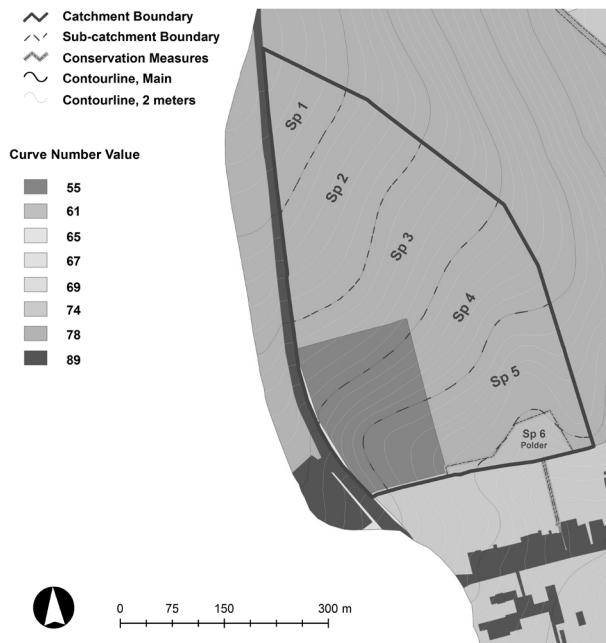 Catchment Boundary
Sub-catchment Boundary
Conservation Measures
Contourline, Main
Contourline, 2 meters
Curve Number Value
55
61
65
67
69
74
78
89
Sp 1
Sp 2
Sp 3
Sp 4
Sp 5
Sp 6
Polder
0 75 150 300 m